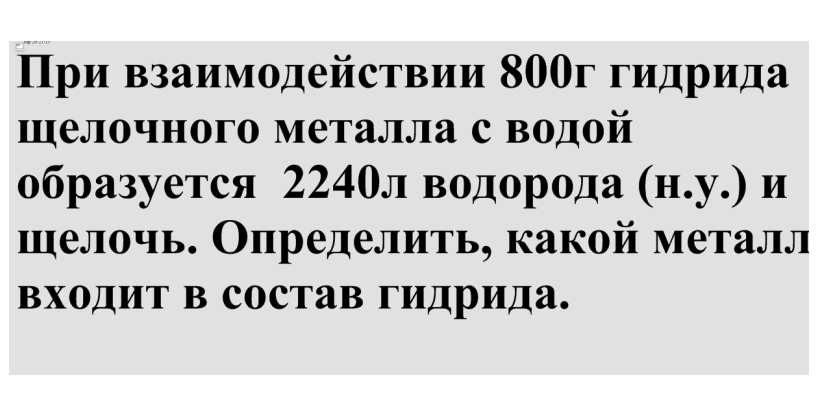 При взаимодействии 800г гидрида
щелочного металла с водой
образуется  2240л водорода (н.у.) и
щелочь. Определить, какой металл
входит в состав гидрида.